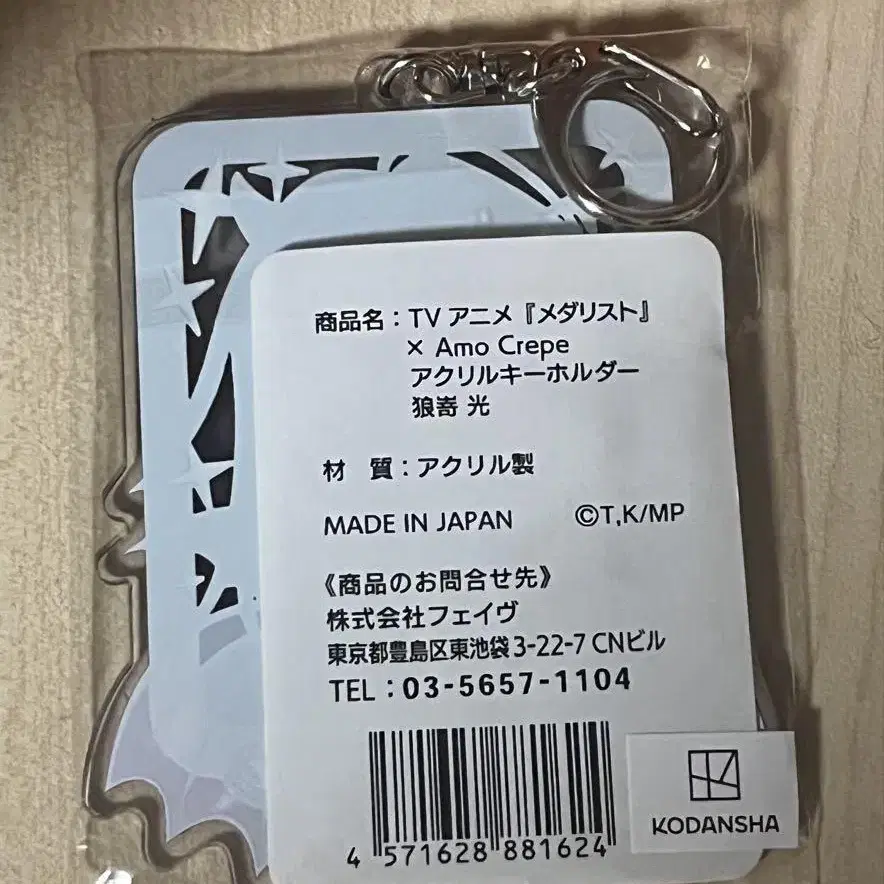 商品名：TV アニメ『メダリスト』
× Amo Crepe
アクリルキーホルダー
狼嵜 光
材　質：アクリル製
MADE IN JAPAN ©T,K/MP
《商品のお問合せ先》
株式会社フェイヴ
東京都豊島区東池袋3-22-7 CNビル
TEL：03-5657-1104
4 571628 881624
KODANSHA